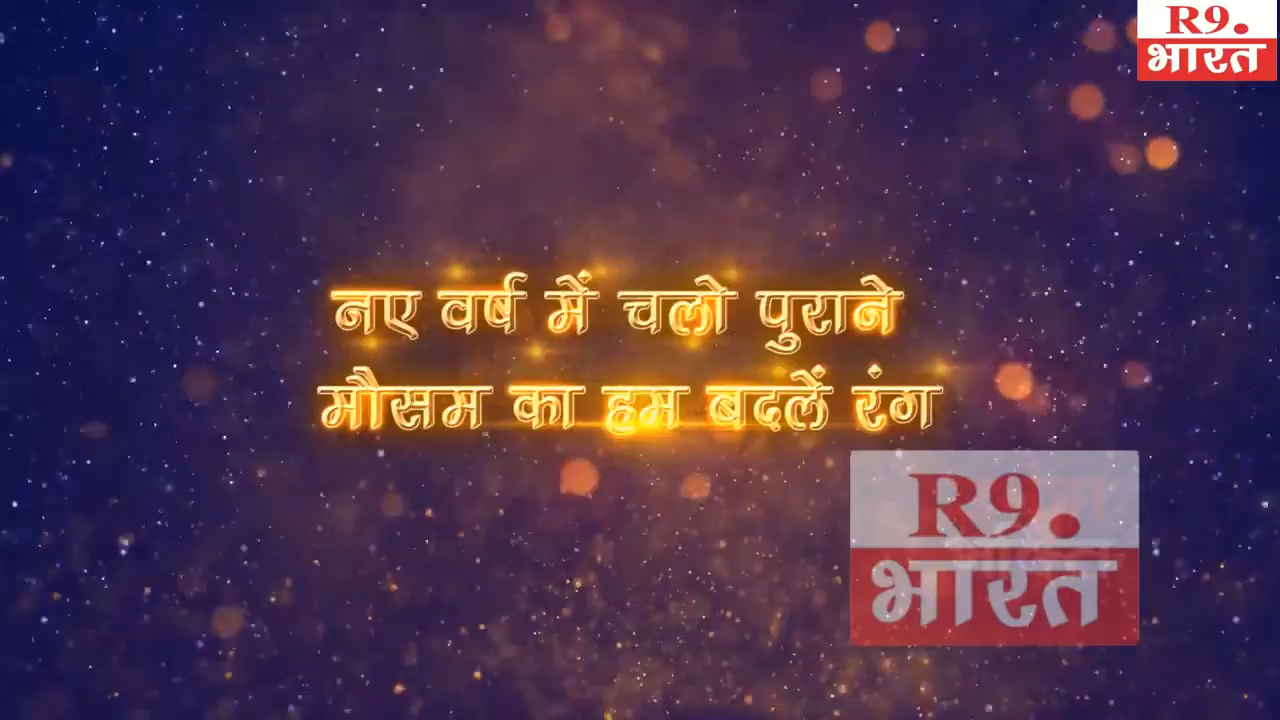 R9.
भारत
नए वर्ष में चलो पुराने
मौसम का हम बदलें रंग
R9.
भारत